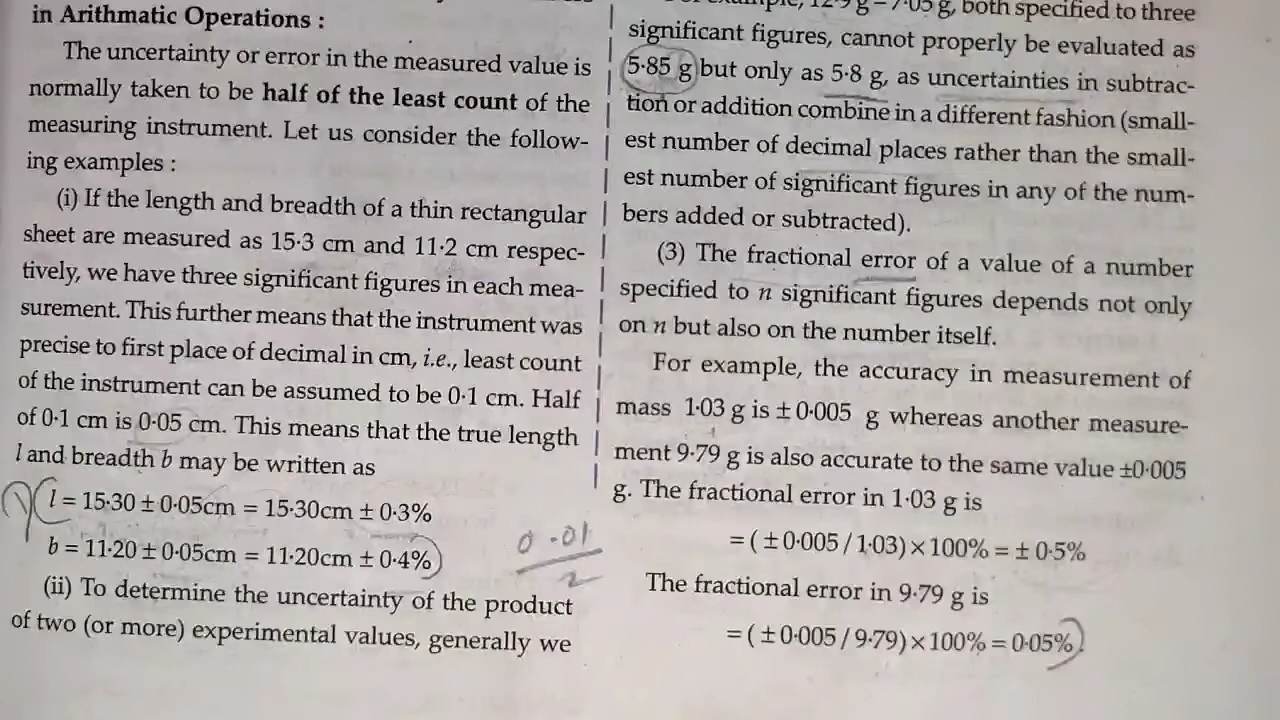 in Arithmatic Operations :
The uncertainty or error in the measured value is
normally taken to be half of the least count of the
measuring instrument. Let us consider the follow-
ing examples :
(i) If the length and breadth of a thin rectangular
sheet are measured as 15·3 cm and 11·2 cm respec-
tively, we have three significant figures in each mea-
surement. This further means that the instrument was
precise to first place of decimal in cm, i.e., least count
of the instrument can be assumed to be 0·1 cm. Half
of 0·1 cm is 0·05 cm. This means that the true length
l and breadth b may be written as
l = 15·30 ± 0·05cm = 15·30cm ± 0·3%
b = 11·20 ± 0·05cm = 11·20cm ± 0·4%
(ii) To determine the uncertainty of the product
of two (or more) experimental values, generally we
0·01
2
example, 12·9 g – 7·05 g, both specified to three
significant figures, cannot properly be evaluated as
5·85 g but only as 5·8 g, as uncertainties in subtrac-
tion or addition combine in a different fashion (small-
est number of decimal places rather than the small-
est number of significant figures in any of the num-
bers added or subtracted).
(3) The fractional error of a value of a number
specified to n significant figures depends not only
on n but also on the number itself.
For example, the accuracy in measurement of
mass 1·03 g is ± 0·005 g whereas another measure-
ment 9·79 g is also accurate to the same value ±0·005
g. The fractional error in 1·03 g is
= ( ± 0·005 / 1·03) × 100% = ± 0·5%
The fractional error in 9·79 g is
= ( ± 0·005 / 9·79) × 100% = 0·05%